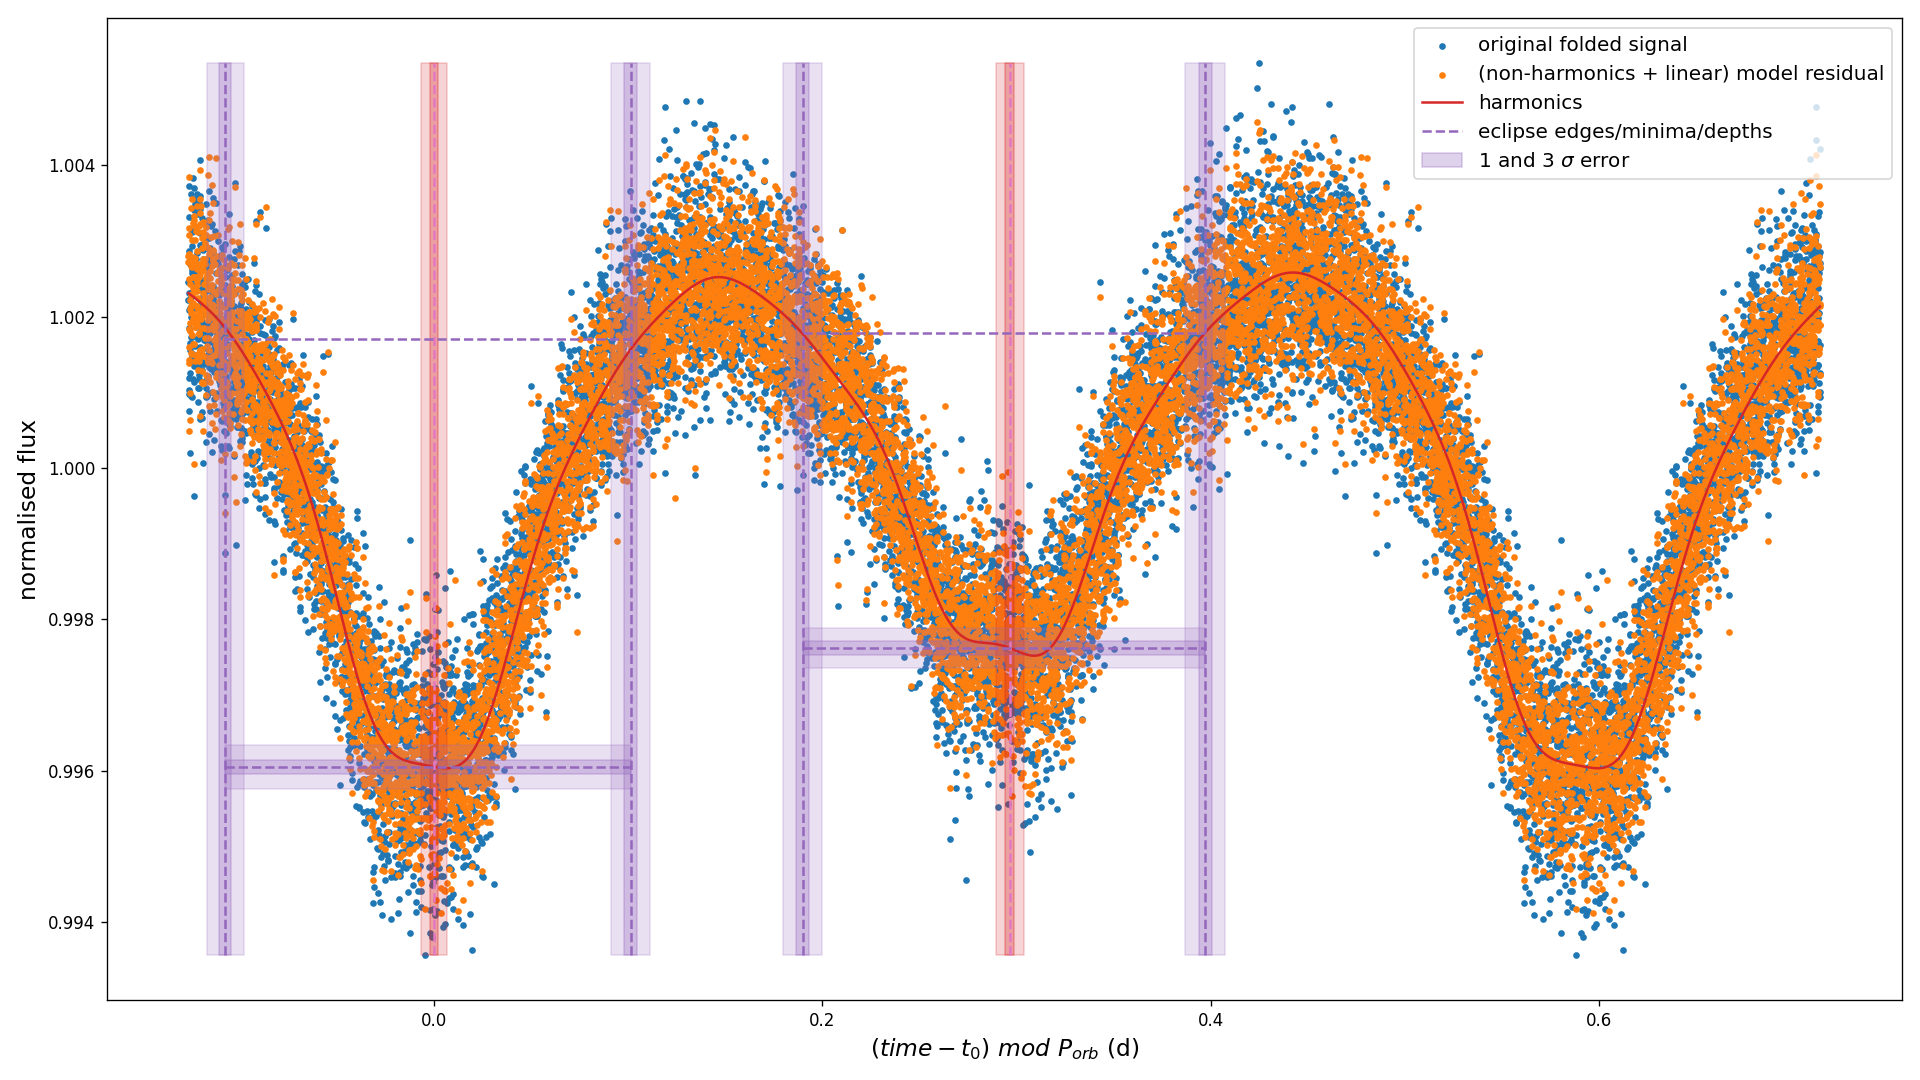 original folded signal
(non-harmonics + linear) model residual
harmonics
eclipse edges/minima/depths
1 and 3 σ error
normalised flux
1.004
1.002
1.000
0.998
0.996
0.994
0.0 0.2 0.4 0.6
(time − t₀) mod Pₒᵣb (d)